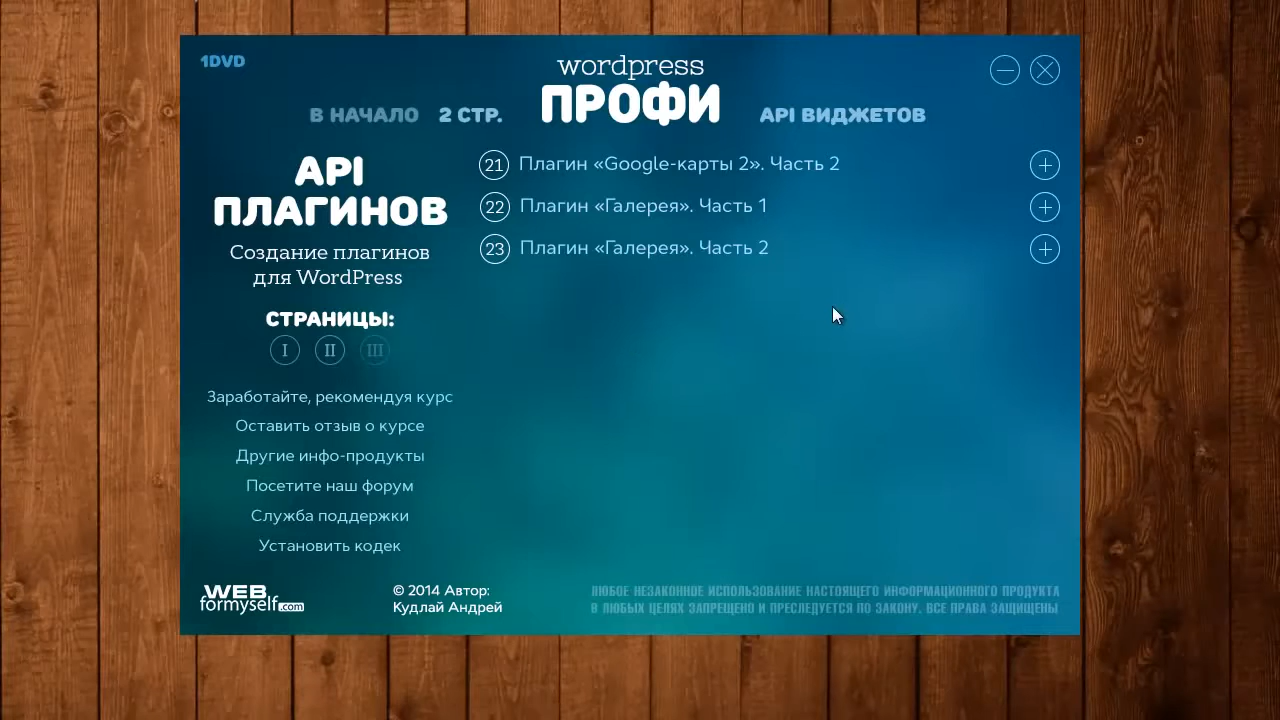 1DVD
wordpress
ПРОФИ
В НАЧАЛО
2 СТР.
API ВИДЖЕТОВ
API
ПЛАГИНОВ
Создание плагинов
для WordPress
СТРАНИЦЫ:
I II III
Заработайте, рекомендуя курс
Оставить отзыв о курсе
Другие инфо-продукты
Посетите наш форум
Служба поддержки
Установить кодек
21 Плагин «Google-карты 2». Часть 2
22 Плагин «Галерея». Часть 1
23 Плагин «Галерея». Часть 2
WEB
formyself.com
© 2014 Автор:
Кудлай Андрей
ЛЮБОЕ НЕЗАКОННОЕ ИСПОЛЬЗОВАНИЕ НАСТОЯЩЕГО ИНФОРМАЦИОННОГО ПРОДУКТА
В ЛЮБЫХ ЦЕЛЯХ ЗАПРЕЩЕНО И ПРЕСЛЕДУЕТСЯ ПО ЗАКОНУ. ВСЕ ПРАВА ЗАЩИЩЕНЫ